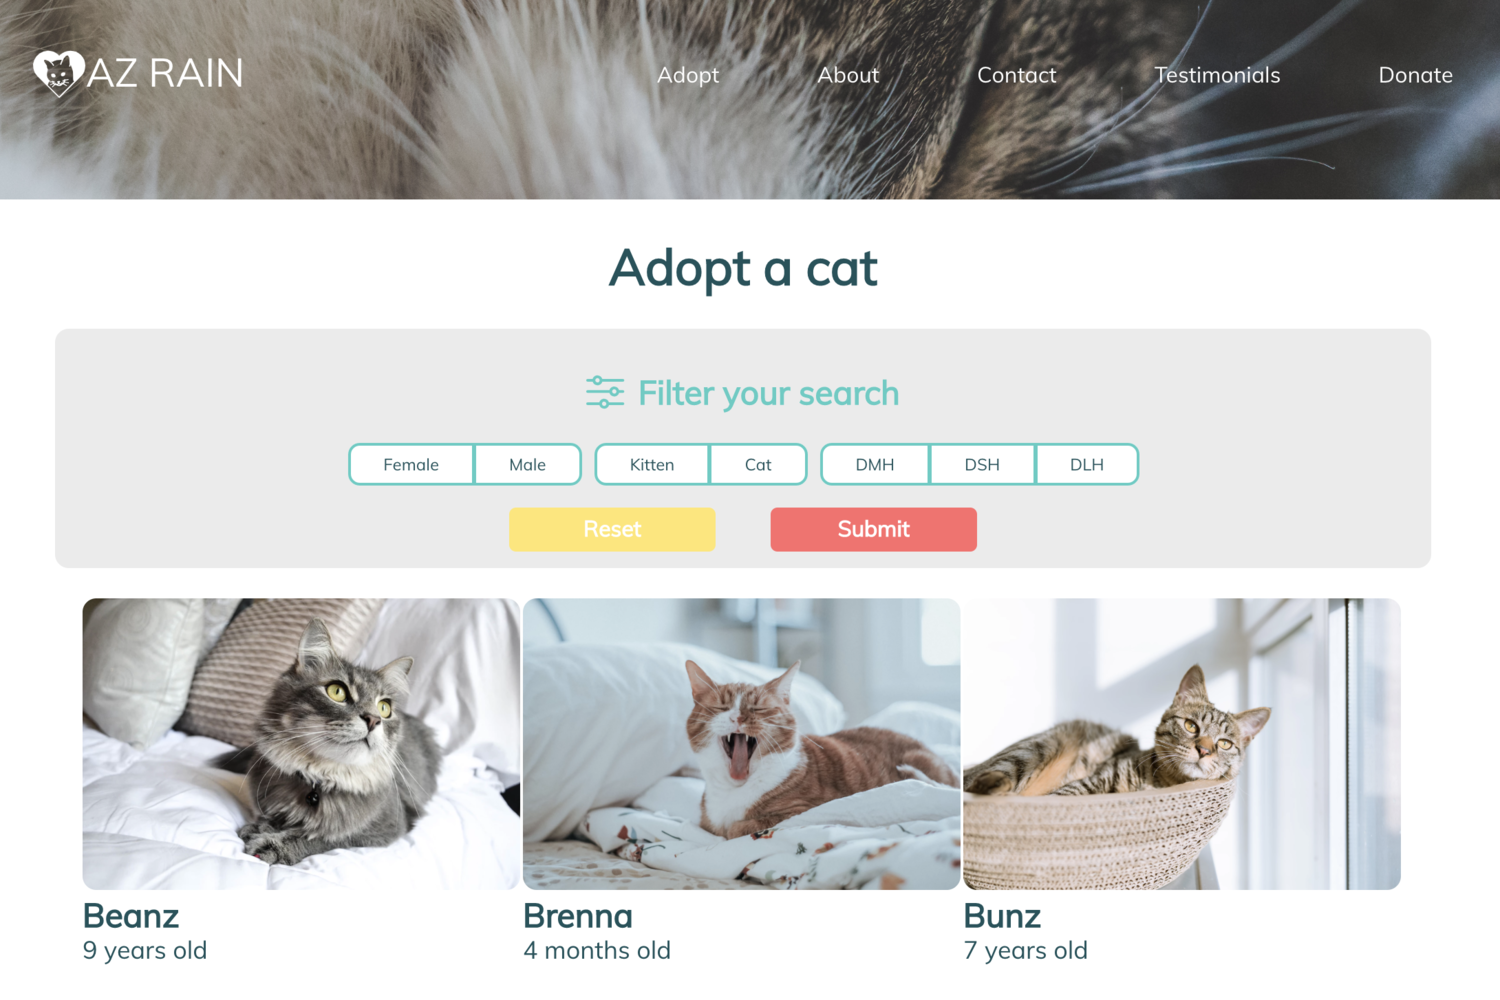 AZ RAIN
Adopt About Contact Testimonials Donate
Adopt a cat
Filter your search
Female Male Kitten Cat DMH DSH DLH
Reset Submit
Beanz Brenna Bunz
9 years old 4 months old 7 years old